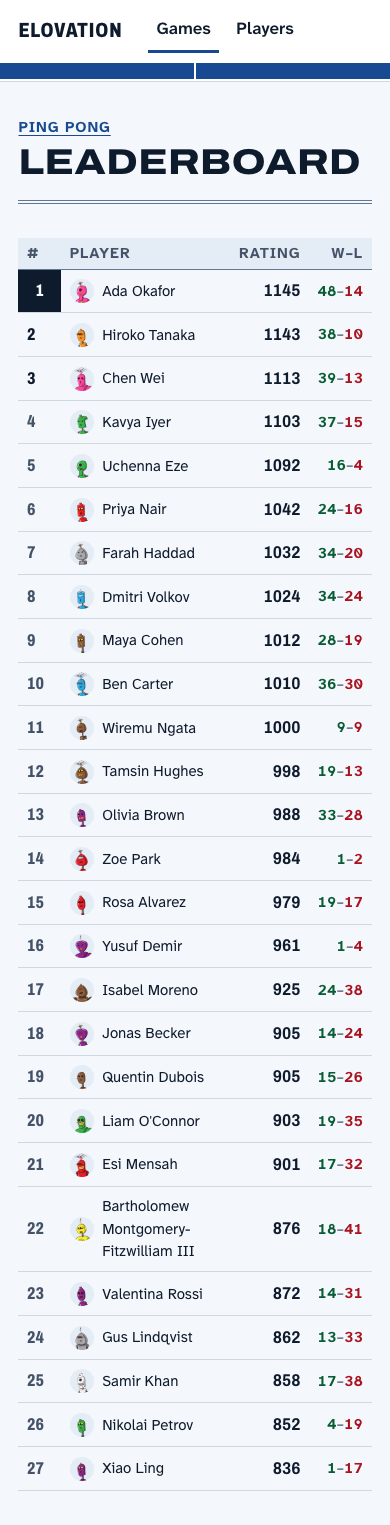 ELOVATION Games Players
PING PONG
LEADERBOARD
# PLAYER RATING W–L
1 Ada Okafor 1145 48–14
2 Hiroko Tanaka 1143 38–10
3 Chen Wei 1113 39–13
4 Kavya Iyer 1103 37–15
5 Uchenna Eze 1092 16–4
6 Priya Nair 1042 24–16
7 Farah Haddad 1032 34–20
8 Dmitri Volkov 1024 34–24
9 Maya Cohen 1012 28–19
10 Ben Carter 1010 36–30
11 Wiremu Ngata 1000 9–9
12 Tamsin Hughes 998 19–13
13 Olivia Brown 988 33–28
14 Zoe Park 984 1–2
15 Rosa Alvarez 979 19–17
16 Yusuf Demir 961 1–4
17 Isabel Moreno 925 24–38
18 Jonas Becker 905 14–24
19 Quentin Dubois 905 15–26
20 Liam O'Connor 903 19–35
21 Esi Mensah 901 17–32
Bartholomew
22 Montgomery- 876 18–41
Fitzwilliam III
23 Valentina Rossi 872 14–31
24 Gus Lindqvist 862 13–33
25 Samir Khan 858 17–38
26 Nikolai Petrov 852 4–19
27 Xiao Ling 836 1–17